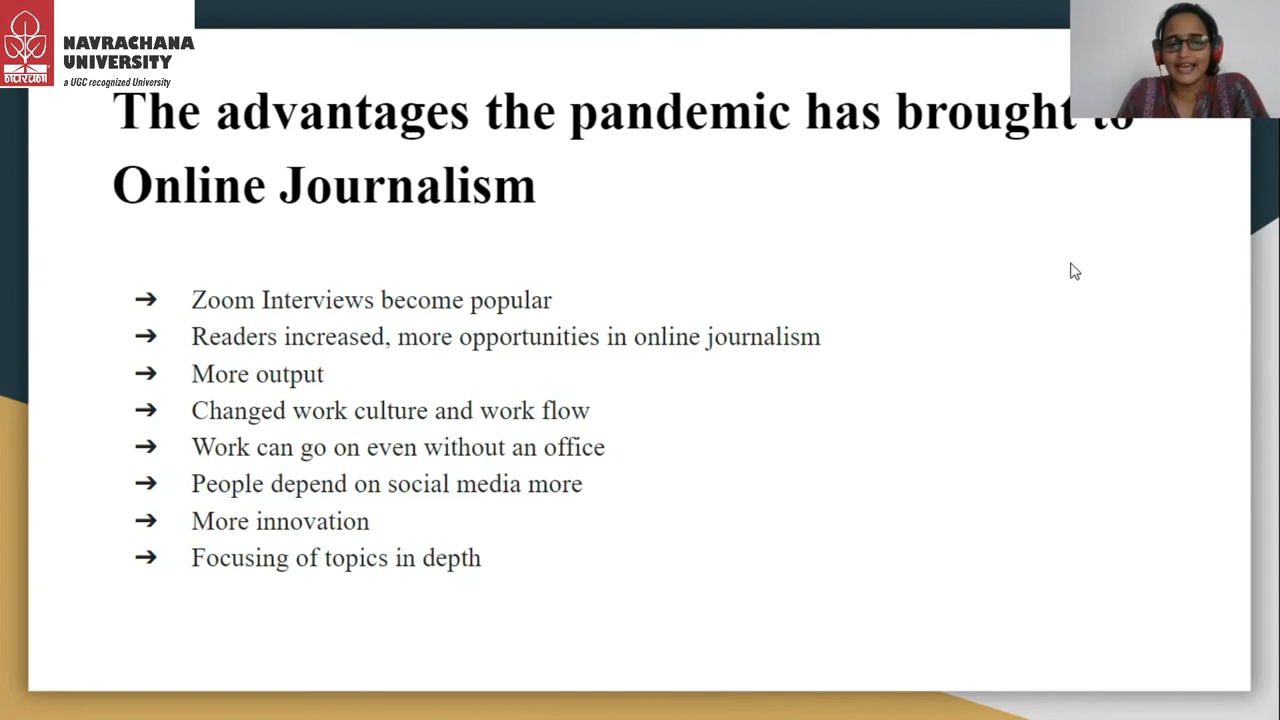 NAVRACHANA
UNIVERSITY
a UGC recognized University
नवरचना
The advantages the pandemic has brought to
Online Journalism
➔ Zoom Interviews become popular
➔ Readers increased, more opportunities in online journalism
➔ More output
➔ Changed work culture and work flow
➔ Work can go on even without an office
➔ People depend on social media more
➔ More innovation
➔ Focusing of topics in depth